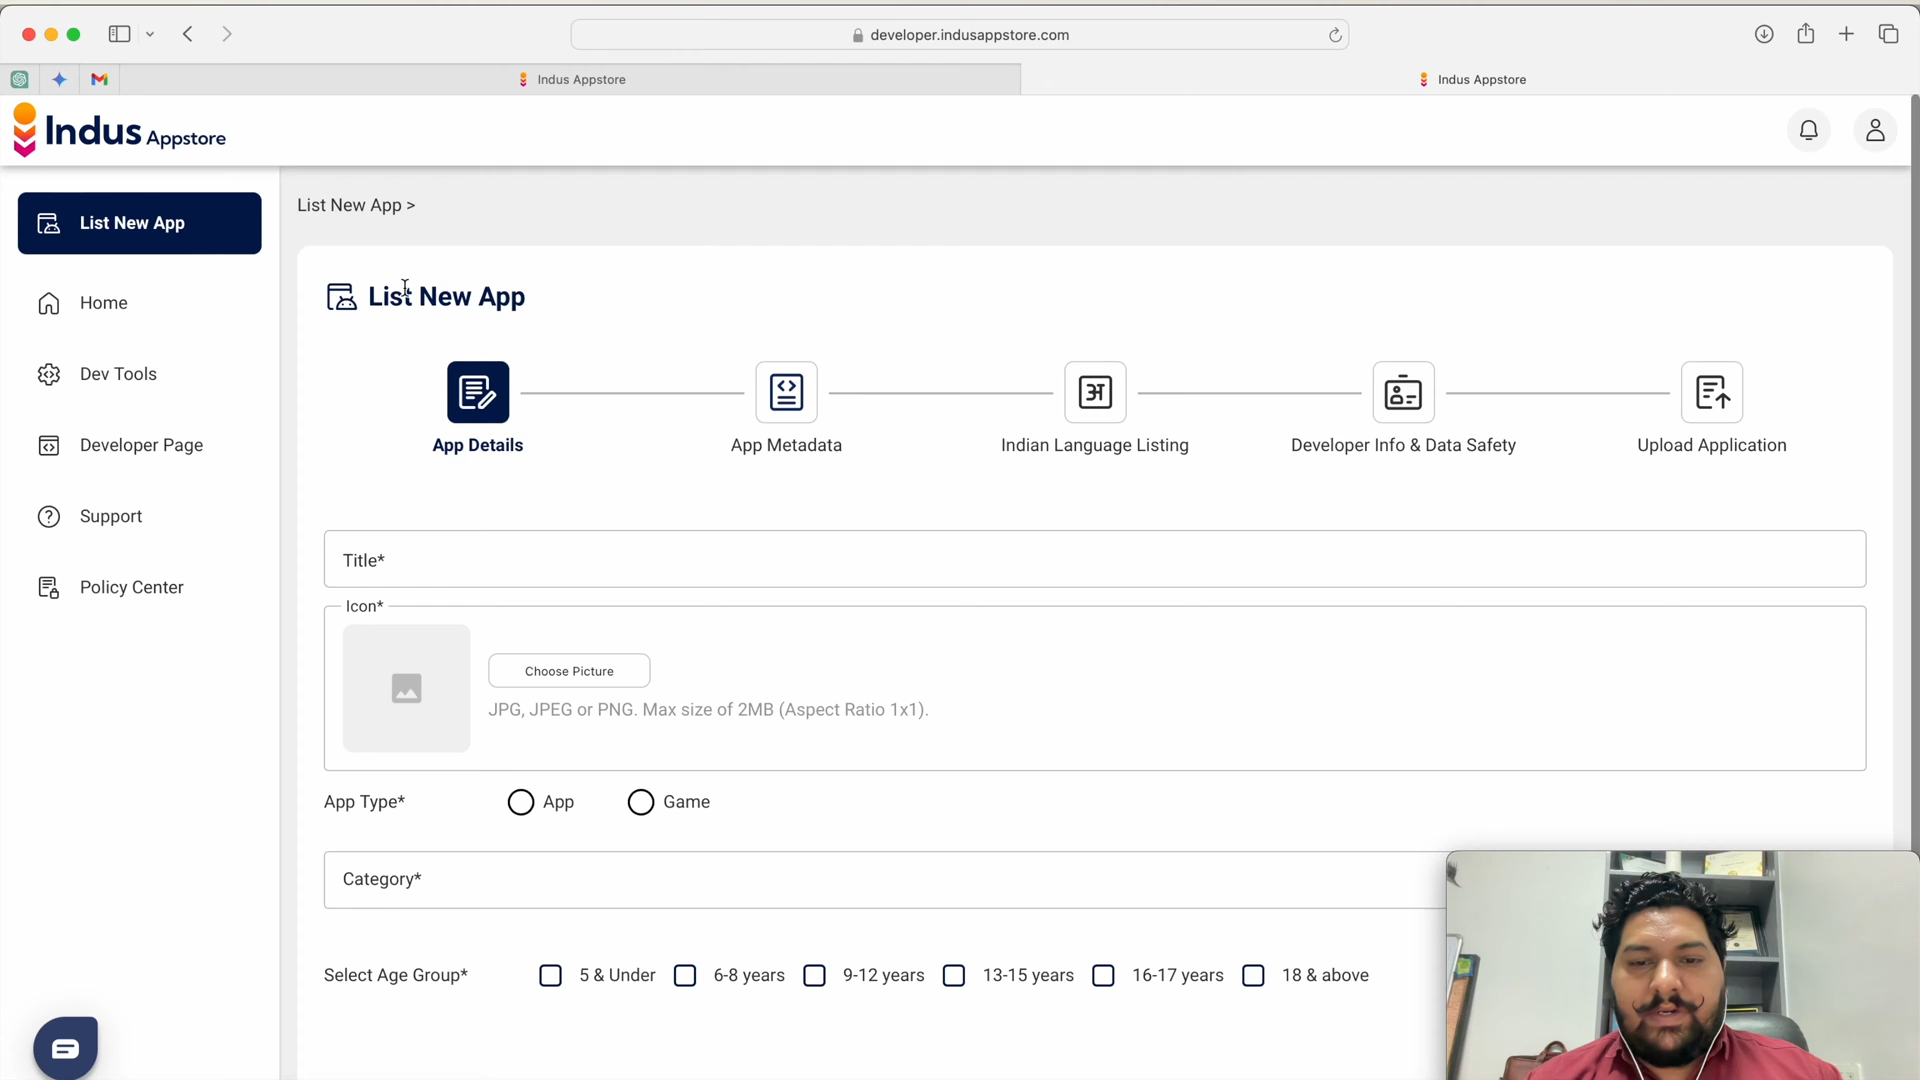 developer.indusappstore.com
Indus Appstore
Indus Appstore
Indus Appstore
List New App
Home
Dev Tools
Developer Page
Support
Policy Center
List New App >
List New App
अ
App Details
App Metadata
Indian Language Listing
Developer Info & Data Safety
Upload Application
Title*
Icon*
Choose Picture
JPG, JPEG or PNG. Max size of 2MB (Aspect Ratio 1x1).
App Type*
App
Game
Category*
Select Age Group*
5 & Under
6-8 years
9-12 years
13-15 years
16-17 years
18 & above